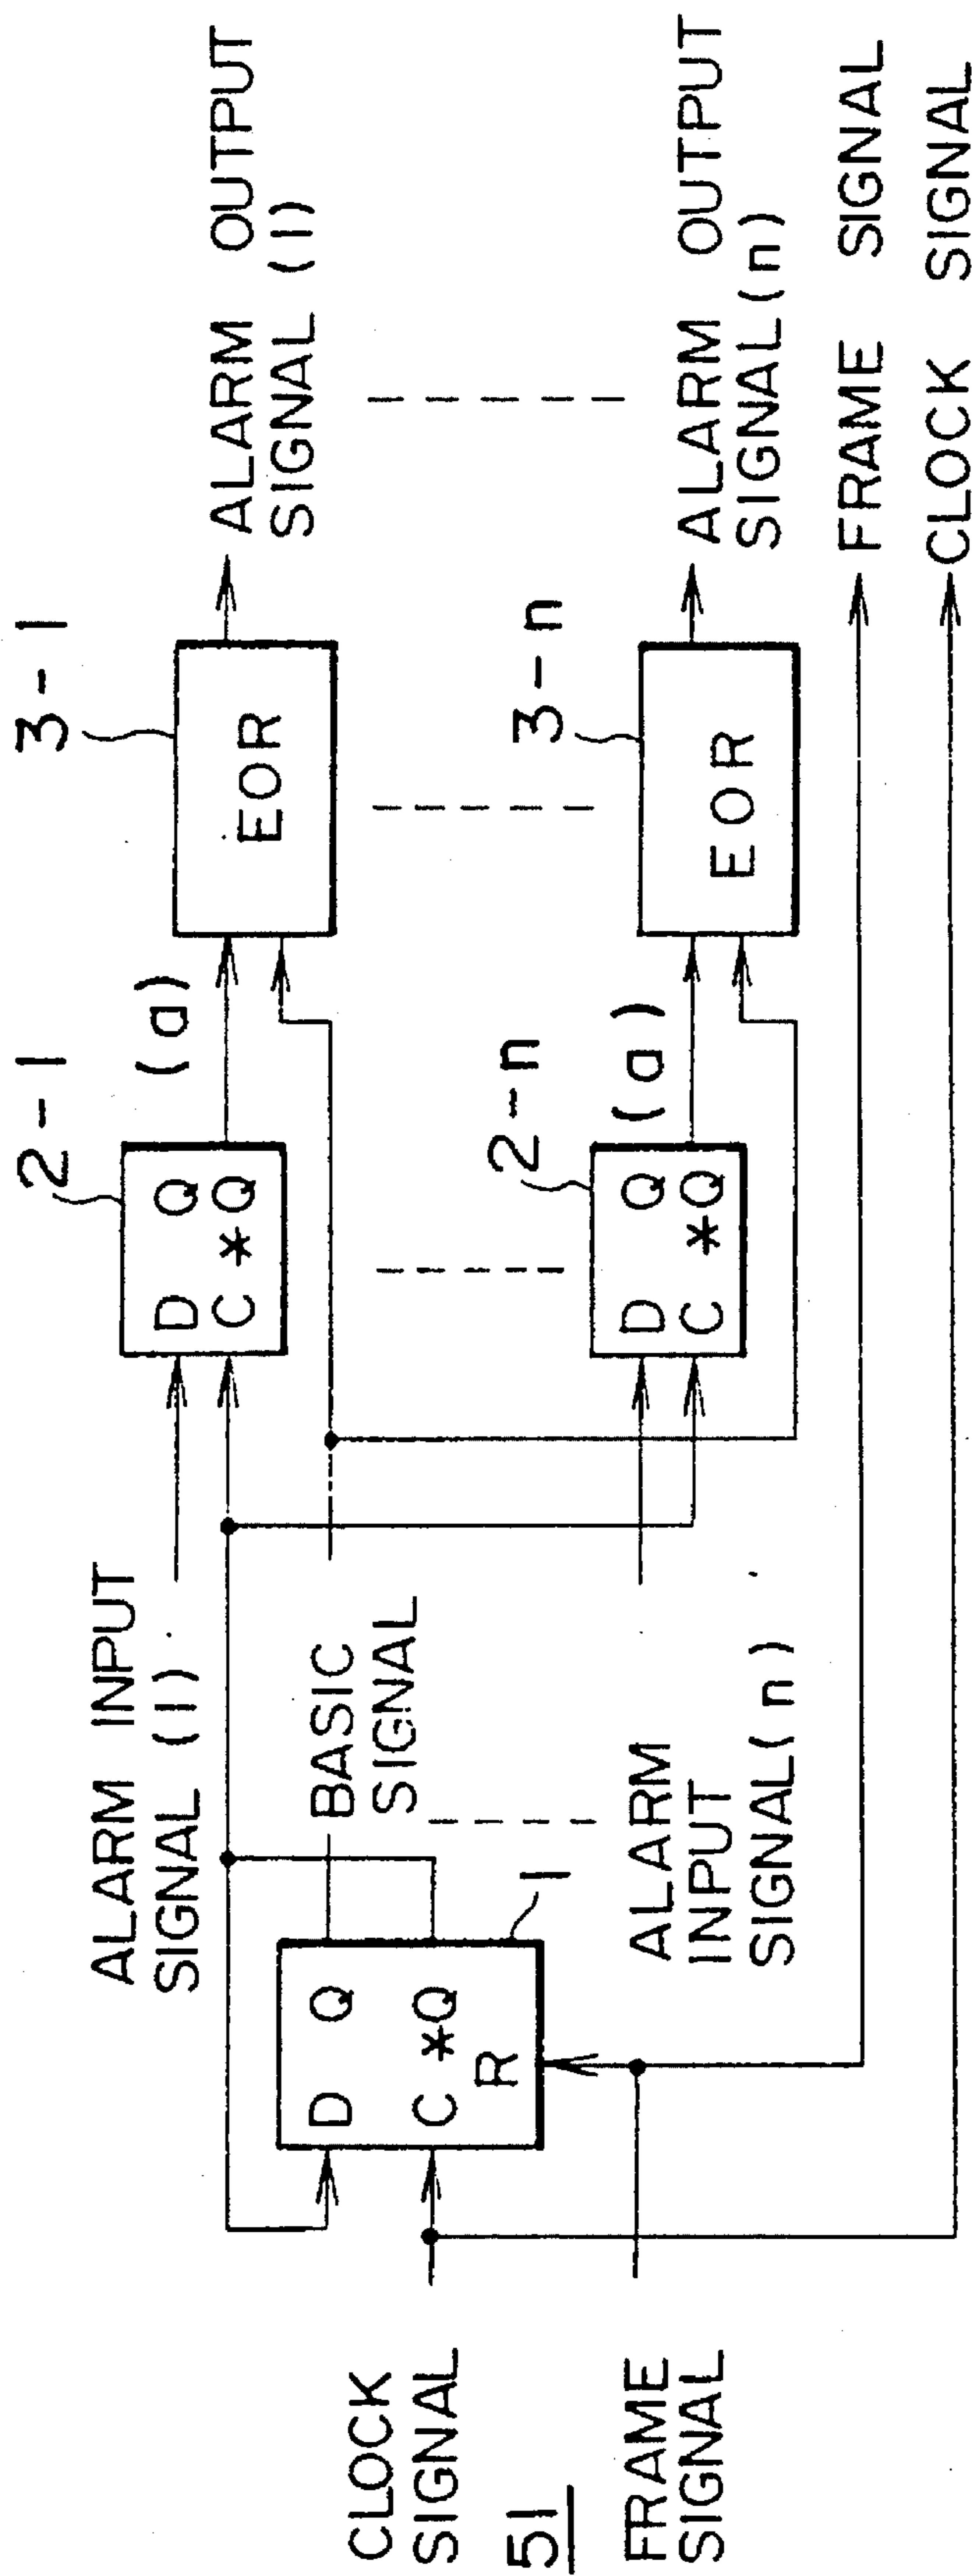 ALARM INPUT
SIGNAL (1)
2-1
D Q
C *Q
(a)
3-1
EOR
ALARM OUTPUT
SIGNAL (1)
CLOCK
SIGNAL
D Q
C *Q
R
1
BASIC
SIGNAL
51
FRAME
SIGNAL
ALARM
INPUT
SIGNAL(n)
2-n
D Q
C *Q
(a)
3-n
EOR
ALARM OUTPUT
SIGNAL(n)
FRAME SIGNAL
CLOCK SIGNAL